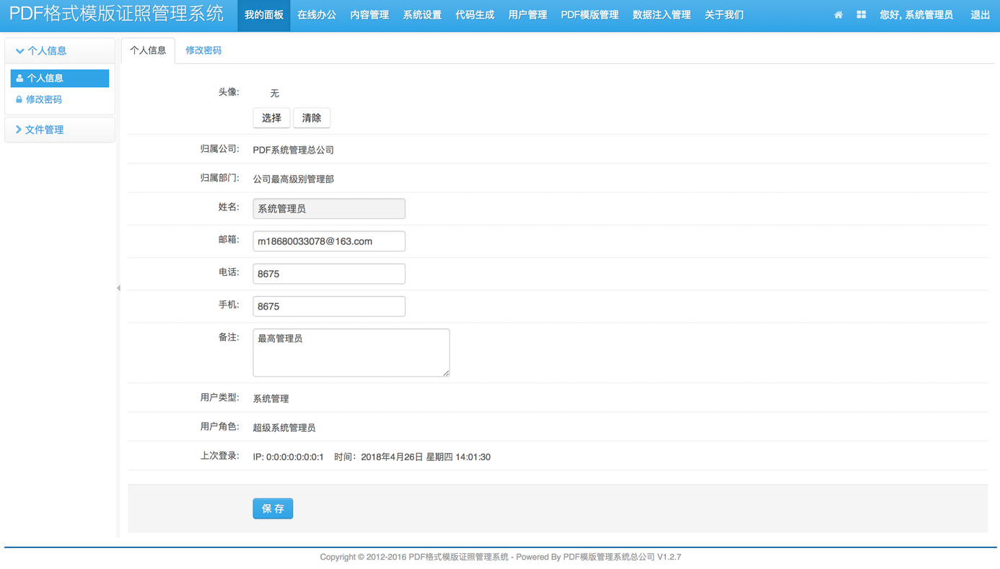 PDF格式模版证照管理系统 我的面板 在线办公 内容管理 系统设置 代码生成 用户管理 PDF模版管理 数据注入管理 关于我们 您好, 系统管理员 退出
个人信息
个人信息
修改密码
文件管理
个人信息 修改密码
头像: 无
选择 清除
归属公司: PDF系统管理总公司
归属部门: 公司最高级别管理部
姓名: 系统管理员
邮箱: m18680033078@163.com
电话: 8675
手机: 8675
备注: 最高管理员
用户类型: 系统管理
用户角色: 超级系统管理员
上次登录: IP: 0:0:0:0:0:0:0:1 时间：2018年4月26日 星期四 14:01:30
保 存
Copyright © 2012-2016 PDF格式模版证照管理系统 - Powered By PDF模版管理系统总公司 V1.2.7